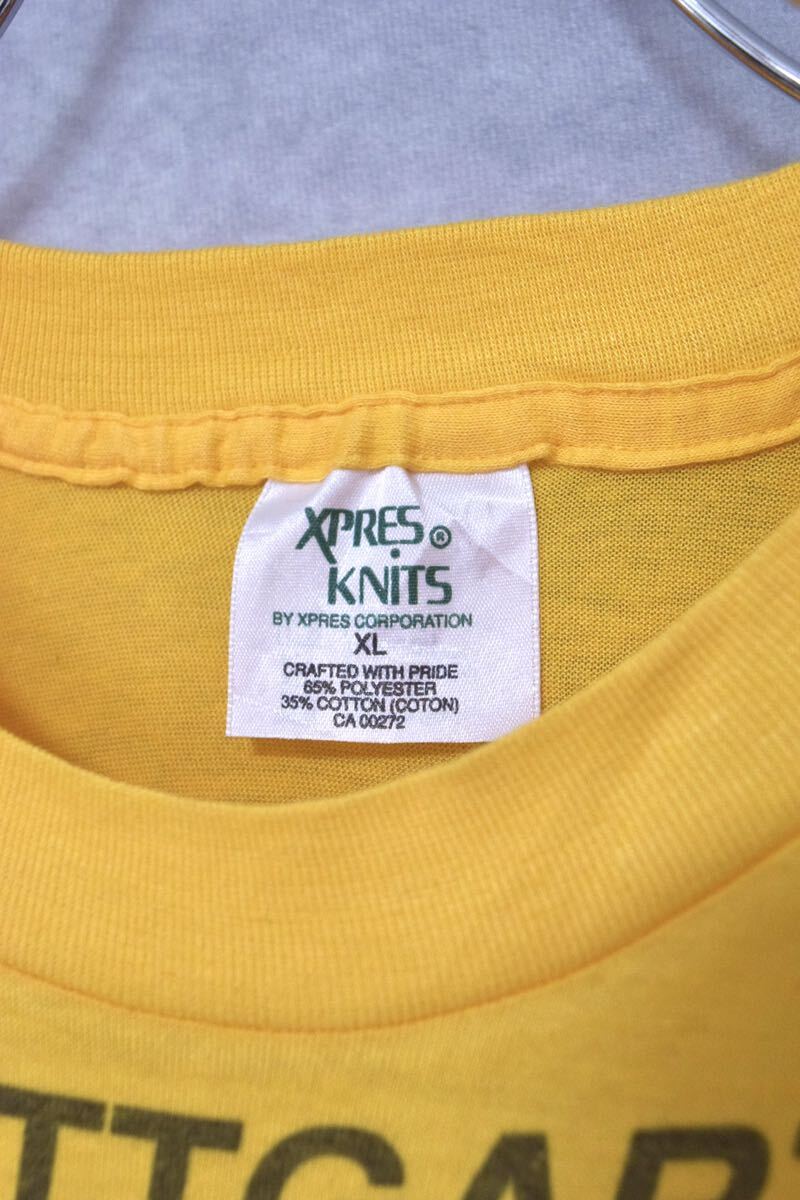 XPRES®
KNiTS
BY XPRES CORPORATION
XL
CRAFTED WITH PRIDE
65% POLYESTER
35% COTTON (COTON)
CA 00272